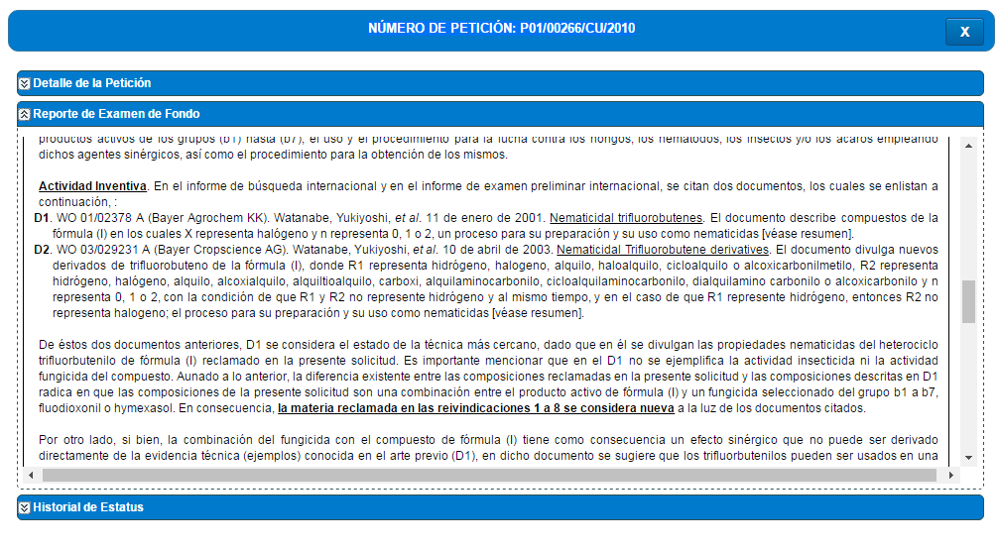 NÚMERO DE PETICIÓN: P01/00266/CU/2010
X
Detalle de la Petición
Reporte de Examen de Fondo
productos activos de los grupos (b1) hasta (b7), el uso y el procedimiento para la lucha contra los hongos, los nemátodos, los insectos y/o los ácaros empleando
dichos agentes sinérgicos, así como el procedimiento para la obtención de los mismos.
Actividad Inventiva. En el informe de búsqueda internacional y en el informe de examen preliminar internacional, se citan dos documentos, los cuales se enlistan a
continuación, :
D1. WO 01/02378 A (Bayer Agrochem KK). Watanabe, Yukiyoshi, et al. 11 de enero de 2001. Nematicidal trifluorobutenes. El documento describe compuestos de la
fórmula (I) en los cuales X representa halógeno y n representa 0, 1 o 2, un proceso para su preparación y su uso como nematicidas [véase resumen].
D2. WO 03/029231 A (Bayer Cropscience AG). Watanabe, Yukiyoshi, et al. 10 de abril de 2003. Nematicidal Trifluorobutene derivatives. El documento divulga nuevos
derivados de trifluorobuteno de la fórmula (I), donde R1 representa hidrógeno, halogeno, alquilo, haloalquilo, cicloalquilo o alcoxicarbonilmetilo, R2 representa
hidrógeno, halógeno, alquilo, alcoxialquilo, alquiltioalquilo, carboxi, alquilaminocarbonilo, cicloalquilaminocarbonilo, dialquilamino carbonilo o alcoxicarbonilo y n
representa 0, 1 o 2, con la condición de que R1 y R2 no represente hidrógeno y al mismo tiempo, y en el caso de que R1 represente hidrógeno, entonces R2 no
representa halogeno; el proceso para su preparación y su uso como nematicidas [véase resumen].
De éstos dos documentos anteriores, D1 se considera el estado de la técnica más cercano, dado que en él se divulgan las propiedades nematicidas del heterociclo
trifluorbutenilo de fórmula (I) reclamado en la presente solicitud. Es importante mencionar que en el D1 no se ejemplifica la actividad insecticida ni la actividad
fungicida del compuesto. Aunado a lo anterior, la diferencia existente entre las composiciones reclamadas en la presente solicitud y las composiciones descritas en D1
radica en que las composiciones de la presente solicitud son una combinación entre el producto activo de fórmula (I) y un fungicida seleccionado del grupo b1 a b7,
fludioxonil o hymexasol. En consecuencia, la materia reclamada en las reivindicaciones 1 a 8 se considera nueva a la luz de los documentos citados.
Por otro lado, si bien, la combinación del fungicida con el compuesto de fórmula (I) tiene como consecuencia un efecto sinérgico que no puede ser derivado
directamente de la evidencia técnica (ejemplos) conocida en el arte previo (D1), en dicho documento se sugiere que los trifluorbutenilos pueden ser usados en una
Historial de Estatus